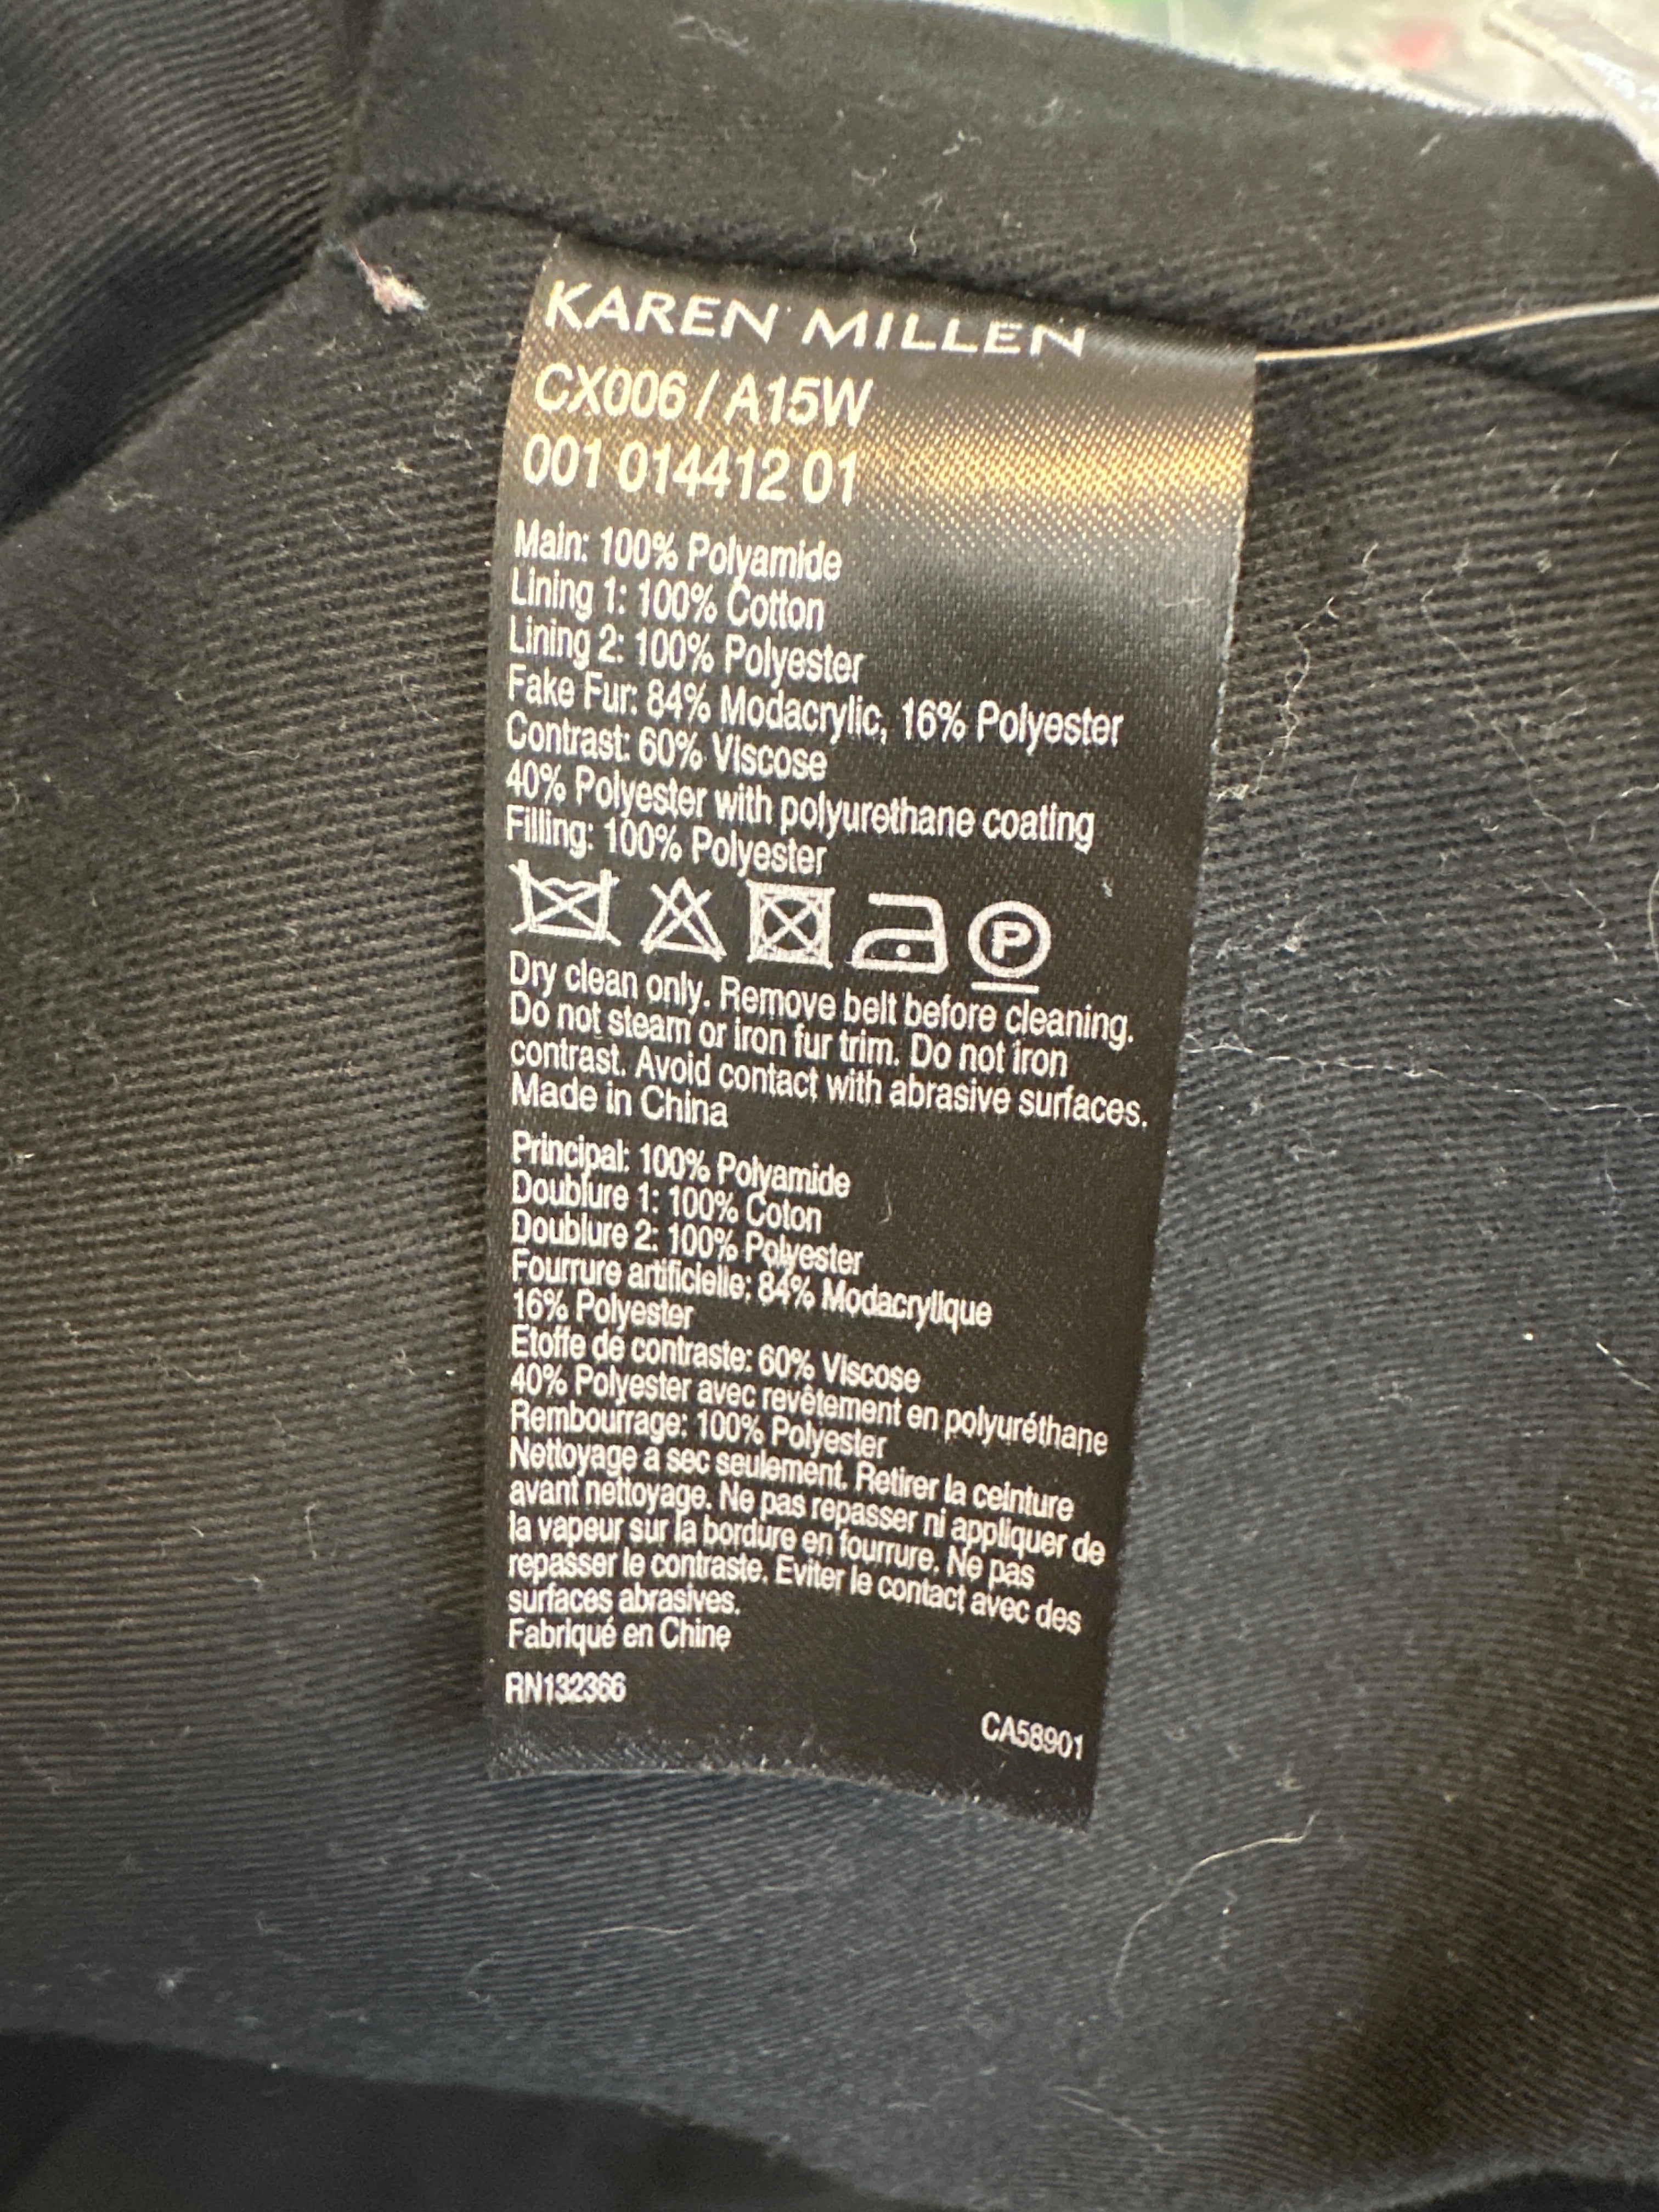 KAREN MILLEN
CX006 / A15W
001 014412 01
Main: 100% Polyamide
Lining 1: 100% Cotton
Lining 2: 100% Polyester
Fake Fur: 84% Modacrylic, 16% Polyester
Contrast: 60% Viscose
40% Polyester with polyurethane coating
Filling: 100% Polyester
P
Dry clean only. Remove belt before cleaning.
Do not steam or iron fur trim. Do not iron
contrast. Avoid contact with abrasive surfaces.
Made in China
Principal: 100% Polyamide
Doublure 1: 100% Coton
Doublure 2: 100% Polyester
Fourrure artificielle: 84% Modacrylique
16% Polyester
Etoffe de contraste: 60% Viscose
40% Polyester avec revêtement en polyuréthane
Rembourrage: 100% Polyester
Nettoyage à sec seulement. Retirer la ceinture
avant nettoyage. Ne pas repasser ni appliquer de
la vapeur sur la bordure en fourrure. Ne pas
repasser le contraste. Eviter le contact avec des
surfaces abrasives.
Fabriqué en Chine
RN132366
CA58901